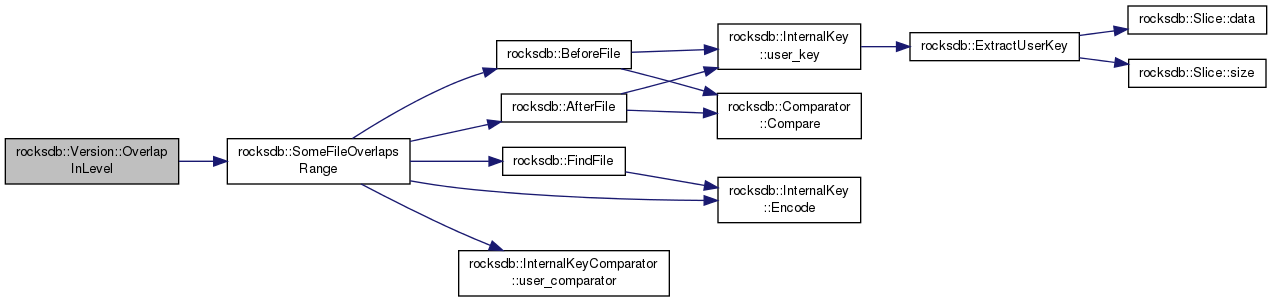 rocksdb::Version::Overlap
InLevel
rocksdb::SomeFileOverlaps
Range
rocksdb::BeforeFile
rocksdb::AfterFile
rocksdb::FindFile
rocksdb::InternalKeyComparator
::user_comparator
rocksdb::InternalKey
::user_key
rocksdb::Comparator
::Compare
rocksdb::InternalKey
::Encode
rocksdb::ExtractUserKey
rocksdb::Slice::data
rocksdb::Slice::size